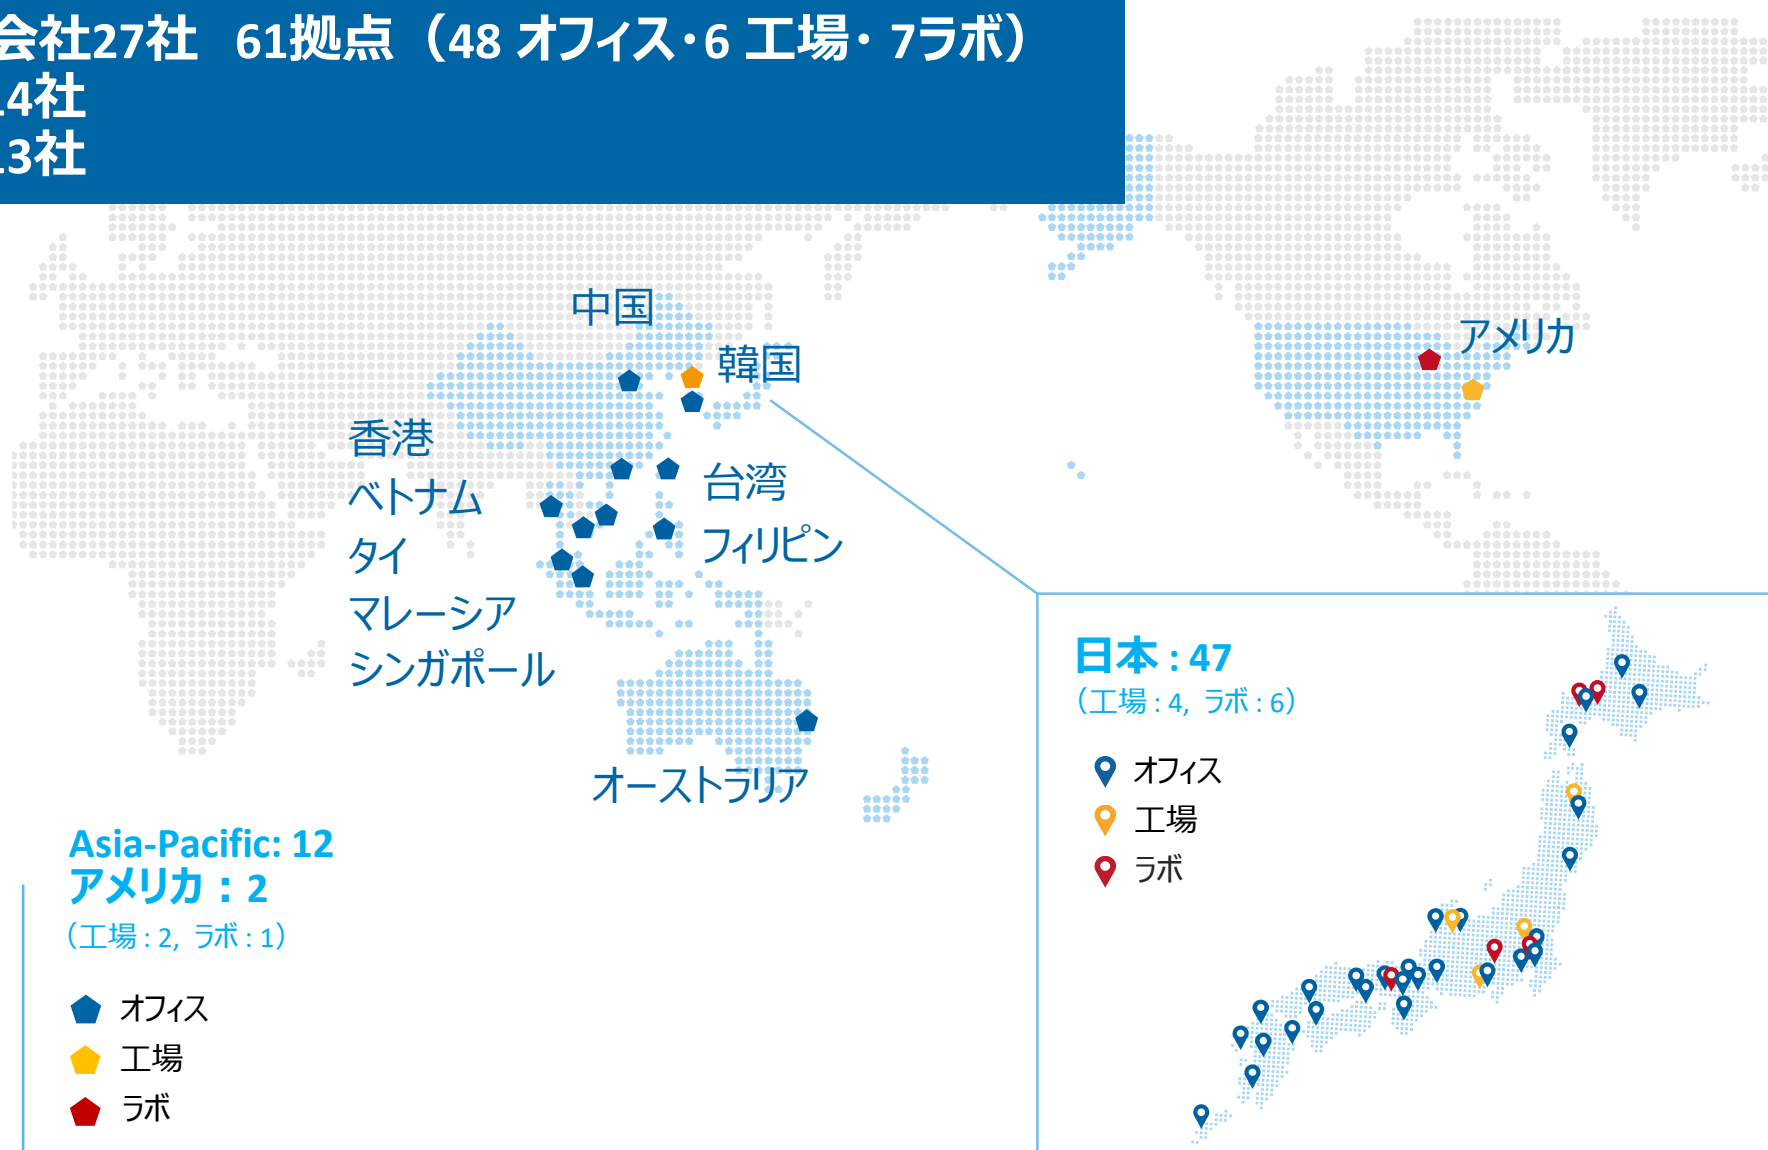 会社27社 61拠点（48 オフィス・6 工場・ 7ラボ）
14社
13社
中国
韓国
アメリカ
香港
ベトナム
タイ
マレーシア
シンガポール
台湾
フィリピン
オーストラリア
Asia-Pacific: 12
アメリカ：2
（工場 : 2, ラボ : 1）
オフィス
工場
ラボ
日本 : 47
（工場 : 4, ラボ : 6）
オフィス
工場
ラボ